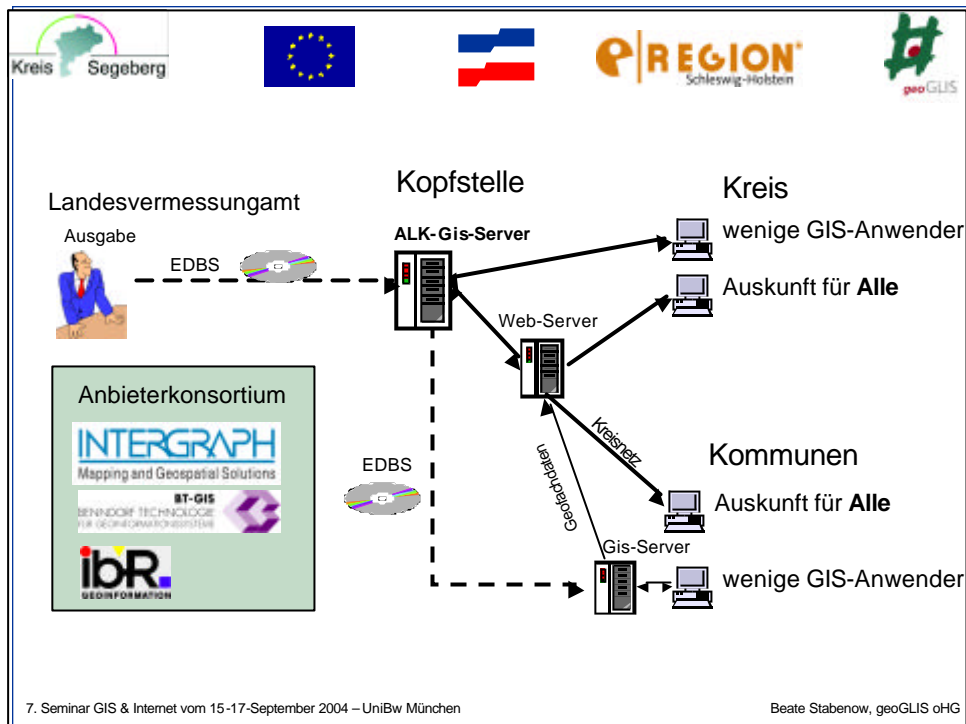 Kreis Segeberg
e REGION
Schleswig-Holstein
geoGLIS
Kopfstelle
Kreis
Landesvermessungamt
Ausgabe
ALK-Gis-Server
wenige GIS-Anwender
EDBS
Auskunft für Alle
Web-Server
Anbieterkonsortium
INTERGRAPH
Mapping and Geospatial Solutions
BT-GIS
BENNDORF TECHNOLOGIE
FÜR GEOINFORMATIONSSYSTEME
ibR.
GEOINFORMATION
EDBS
Geofachdaten
Kreisnetz
Kommunen
Auskunft für Alle
Gis-Server
wenige GIS-Anwender
7. Seminar GIS & Internet vom 15-17-September 2004 – UniBw München
Beate Stabenow, geoGLIS oHG